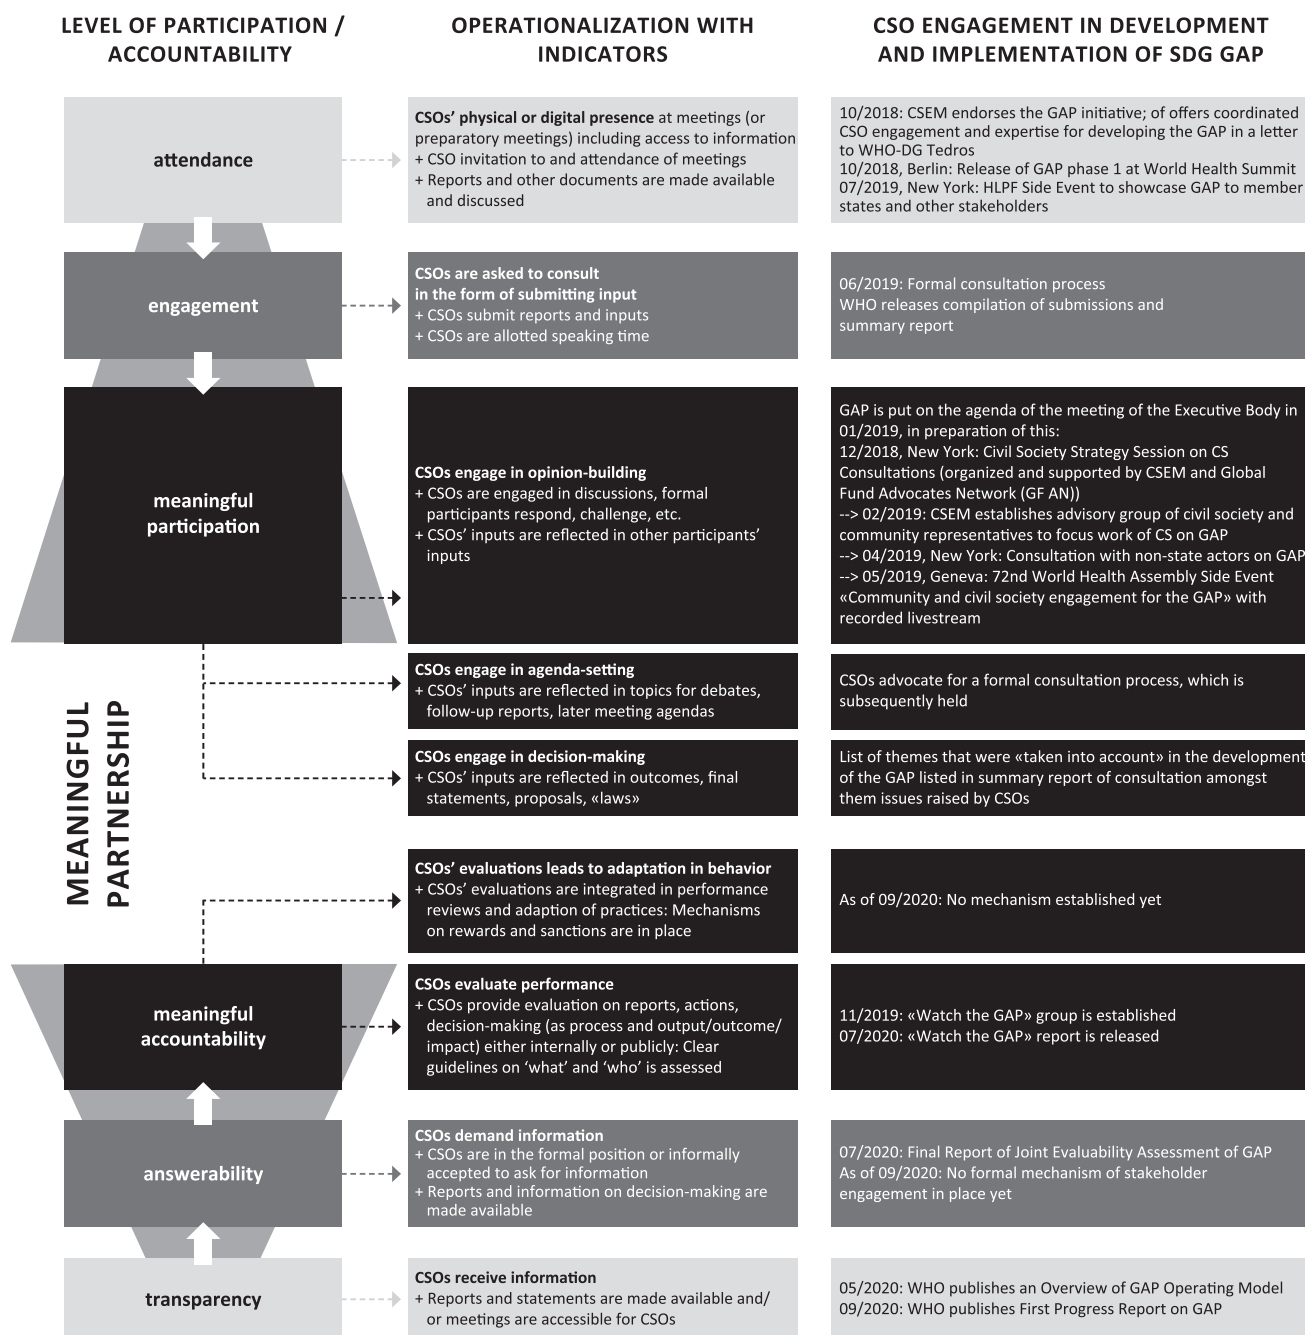 LEVEL OF PARTICIPATION /
ACCOUNTABILITY
OPERATIONALIZATION WITH
INDICATORS
CSO ENGAGEMENT IN DEVELOPMENT
AND IMPLEMENTATION OF SDG GAP
attendance
CSOs’ physical or digital presence at meetings (or
preparatory meetings) including access to information
+ CSO invitation to and attendance of meetings
+ Reports and other documents are made available
and discussed
10/2018: CSEM endorses the GAP initiative; of offers coordinated
CSO engagement and expertise for developing the GAP in a letter
to WHO-DG Tedros
10/2018, Berlin: Release of GAP phase 1 at World Health Summit
07/2019, New York: HLPF Side Event to showcase GAP to member
states and other stakeholders
engagement
CSOs are asked to consult
in the form of submitting input
+ CSOs submit reports and inputs
+ CSOs are allotted speaking time
06/2019: Formal consultation process
WHO releases compilation of submissions and
summary report
meaningful
participation
CSOs engage in opinion-building
+ CSOs are engaged in discussions, formal
participants respond, challenge, etc.
+ CSOs’ inputs are reflected in other participants’
inputs
GAP is put on the agenda of the meeting of the Executive Body in
01/2019, in preparation of this:
12/2018, New York: Civil Society Strategy Session on CS
Consultations (organized and supported by CSEM and Global
Fund Advocates Network (GF AN))
--> 02/2019: CSEM establishes advisory group of civil society and
community representatives to focus work of CS on GAP
--> 04/2019, New York: Consultation with non-state actors on GAP
--> 05/2019, Geneva: 72nd World Health Assembly Side Event
«Community and civil society engagement for the GAP» with
recorded livestream
MEANINGFUL
PARTNERSHIP
CSOs engage in agenda-setting
+ CSOs’ inputs are reflected in topics for debates,
follow-up reports, later meeting agendas
CSOs advocate for a formal consultation process, which is
subsequently held
CSOs engage in decision-making
+ CSOs’ inputs are reflected in outcomes, final
statements, proposals, «laws»
List of themes that were «taken into account» in the development
of the GAP listed in summary report of consultation amongst
them issues raised by CSOs
CSOs’ evaluations leads to adaptation in behavior
+ CSOs’ evaluations are integrated in performance
reviews and adaption of practices: Mechanisms
on rewards and sanctions are in place
As of 09/2020: No mechanism established yet
meaningful
accountability
CSOs evaluate performance
+ CSOs provide evaluation on reports, actions,
decision-making (as process and output/outcome/
impact) either internally or publicly: Clear
guidelines on ‘what’ and ‘who’ is assessed
11/2019: «Watch the GAP» group is established
07/2020: «Watch the GAP» report is released
answerability
CSOs demand information
+ CSOs are in the formal position or informally
accepted to ask for information
+ Reports and information on decision-making are
made available
07/2020: Final Report of Joint Evaluability Assessment of GAP
As of 09/2020: No formal mechanism of stakeholder
engagement in place yet
transparency
CSOs receive information
+ Reports and statements are made available and/
or meetings are accessible for CSOs
05/2020: WHO publishes an Overview of GAP Operating Model
09/2020: WHO publishes First Progress Report on GAP